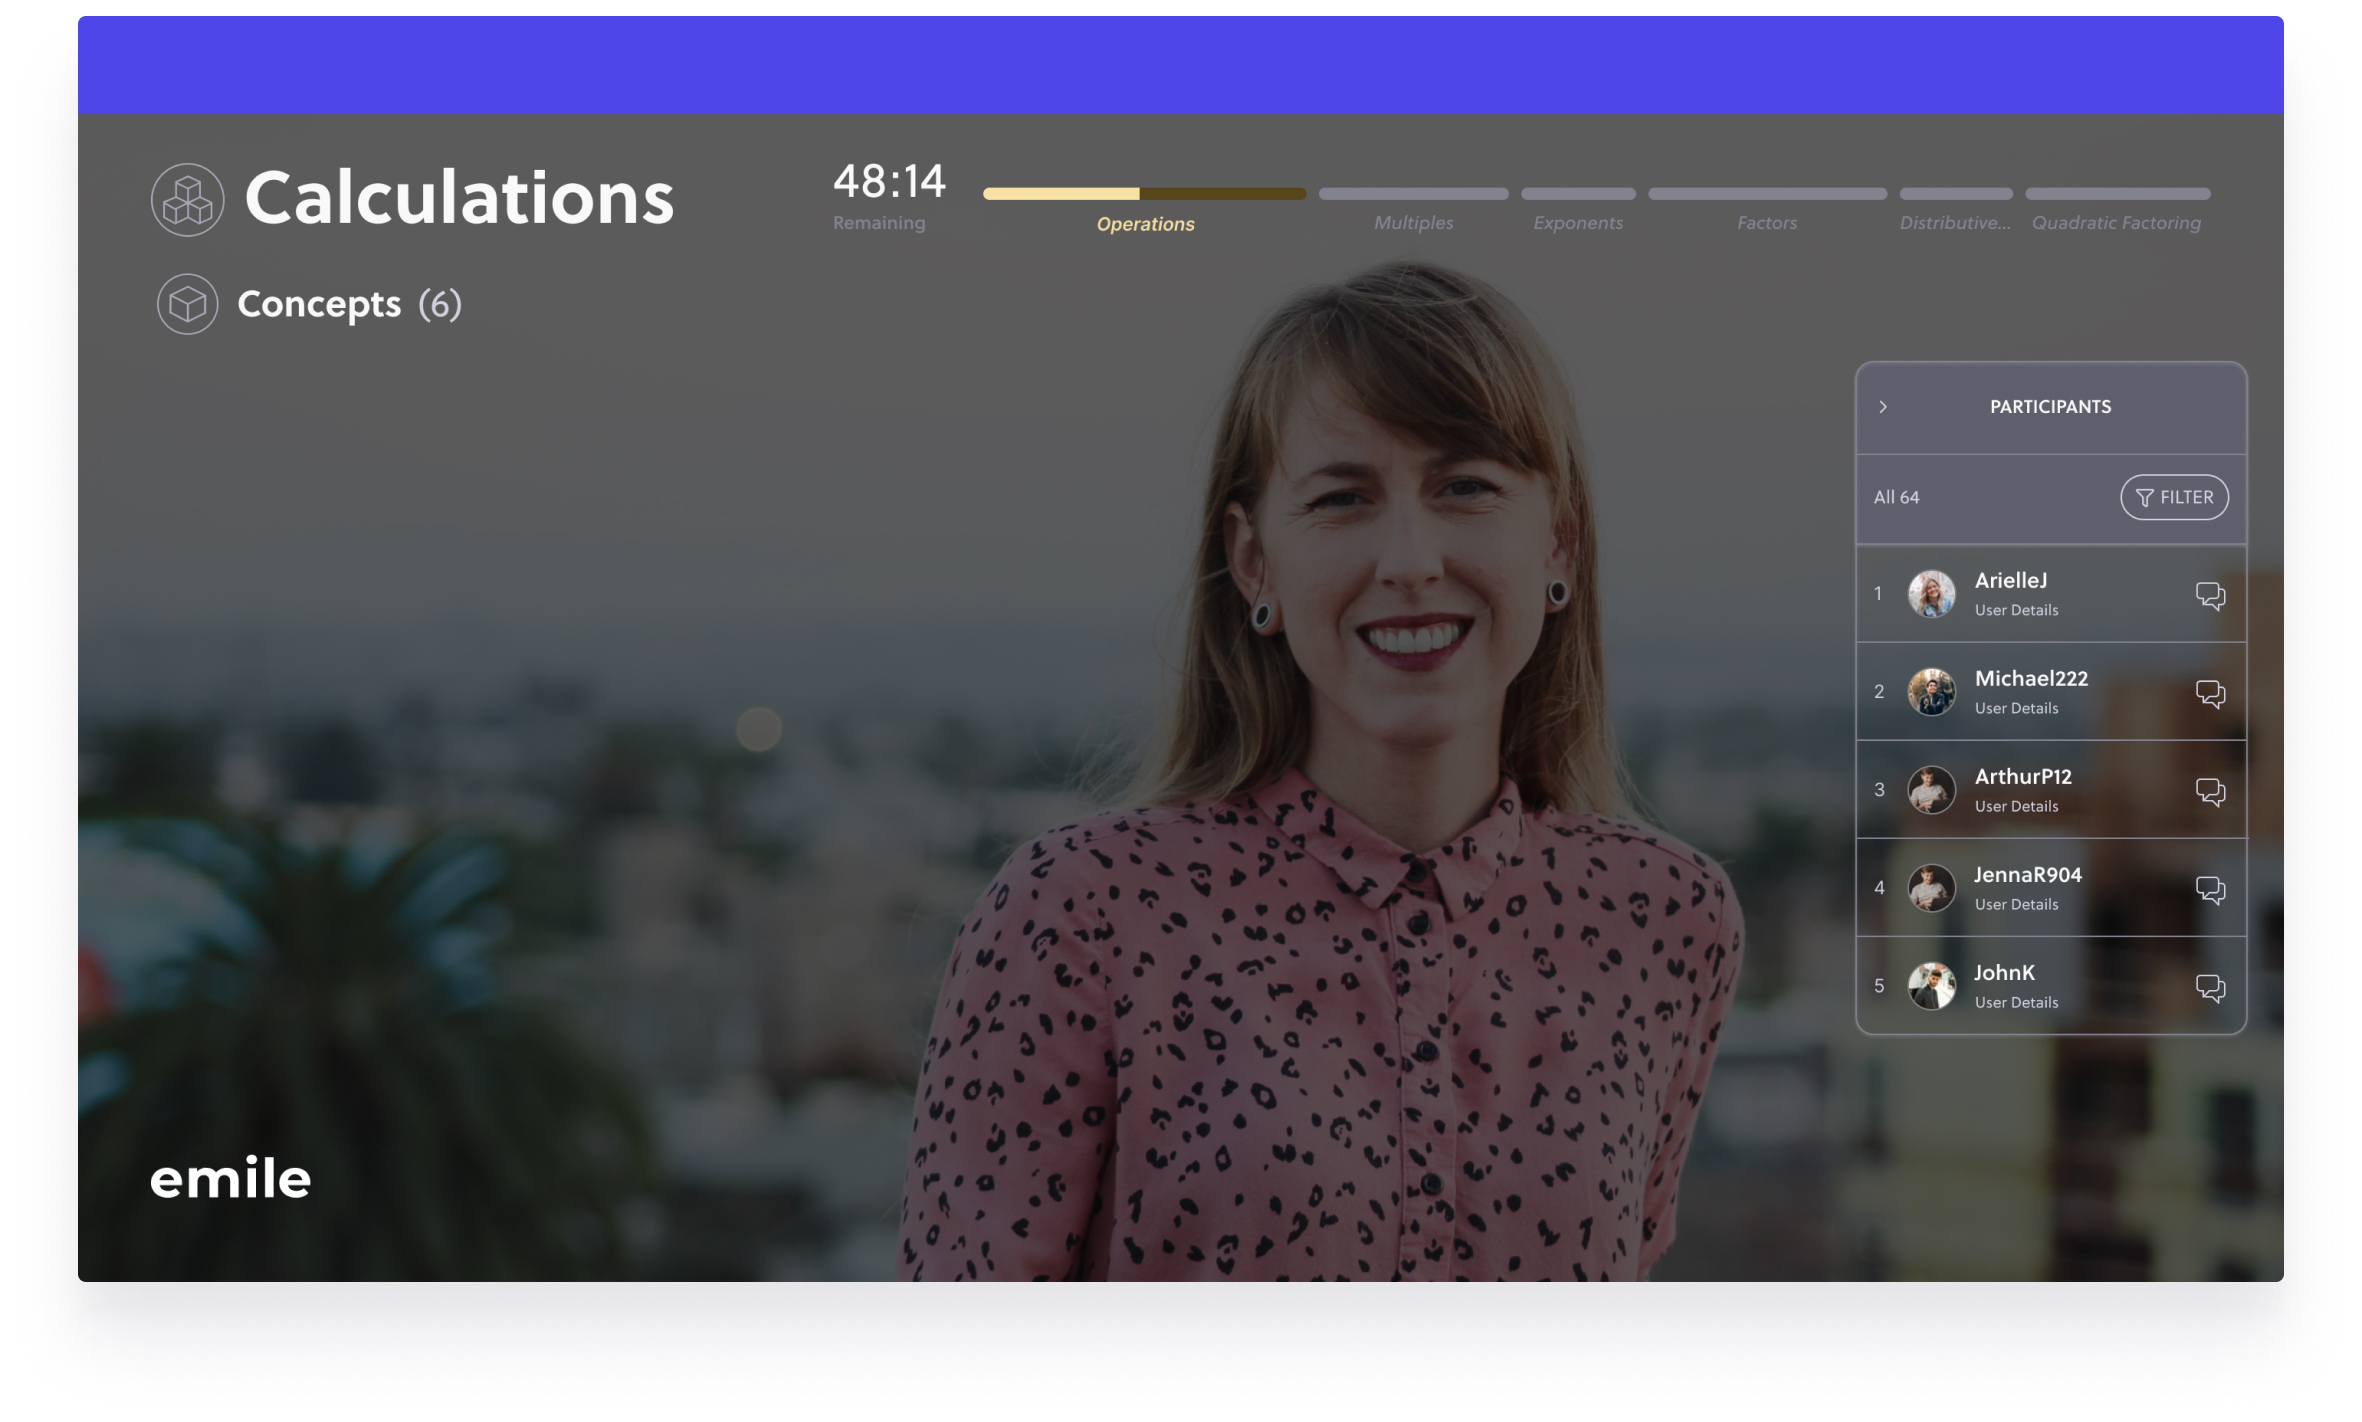 Calculations
48:14
Remaining
Operations
Multiples
Exponents
Factors
Distributive...
Quadratic Factoring
Concepts (6)
PARTICIPANTS
All 64
FILTER
1
ArielleJ
User Details
2
Michael222
User Details
3
ArthurP12
User Details
4
JennaR904
User Details
5
JohnK
User Details
emile